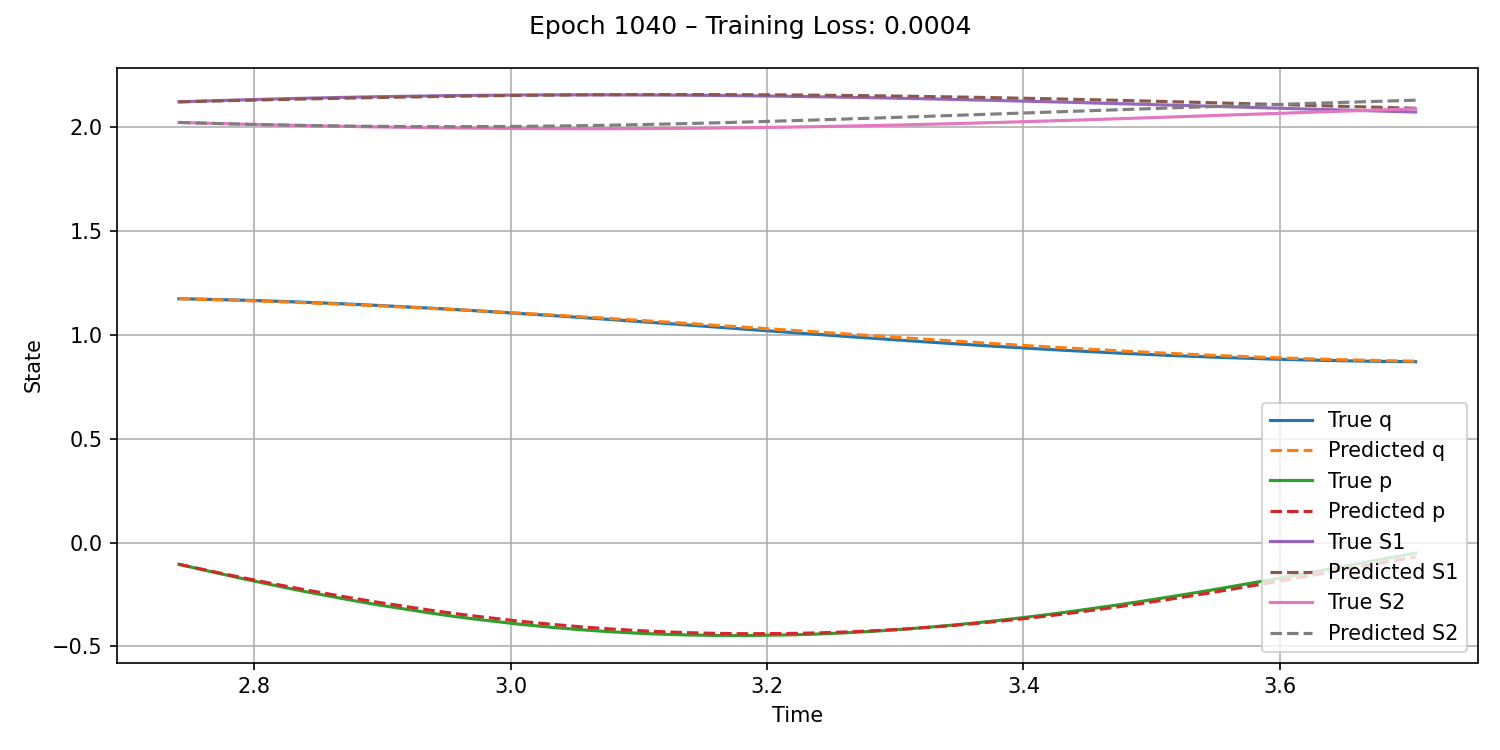 Epoch 1040 – Training Loss: 0.0004
2.0
1.5
1.0
0.5
0.0
−0.5
State
2.8 3.0 3.2 3.4 3.6
Time
True q
Predicted q
True p
Predicted p
True S1
Predicted S1
True S2
Predicted S2